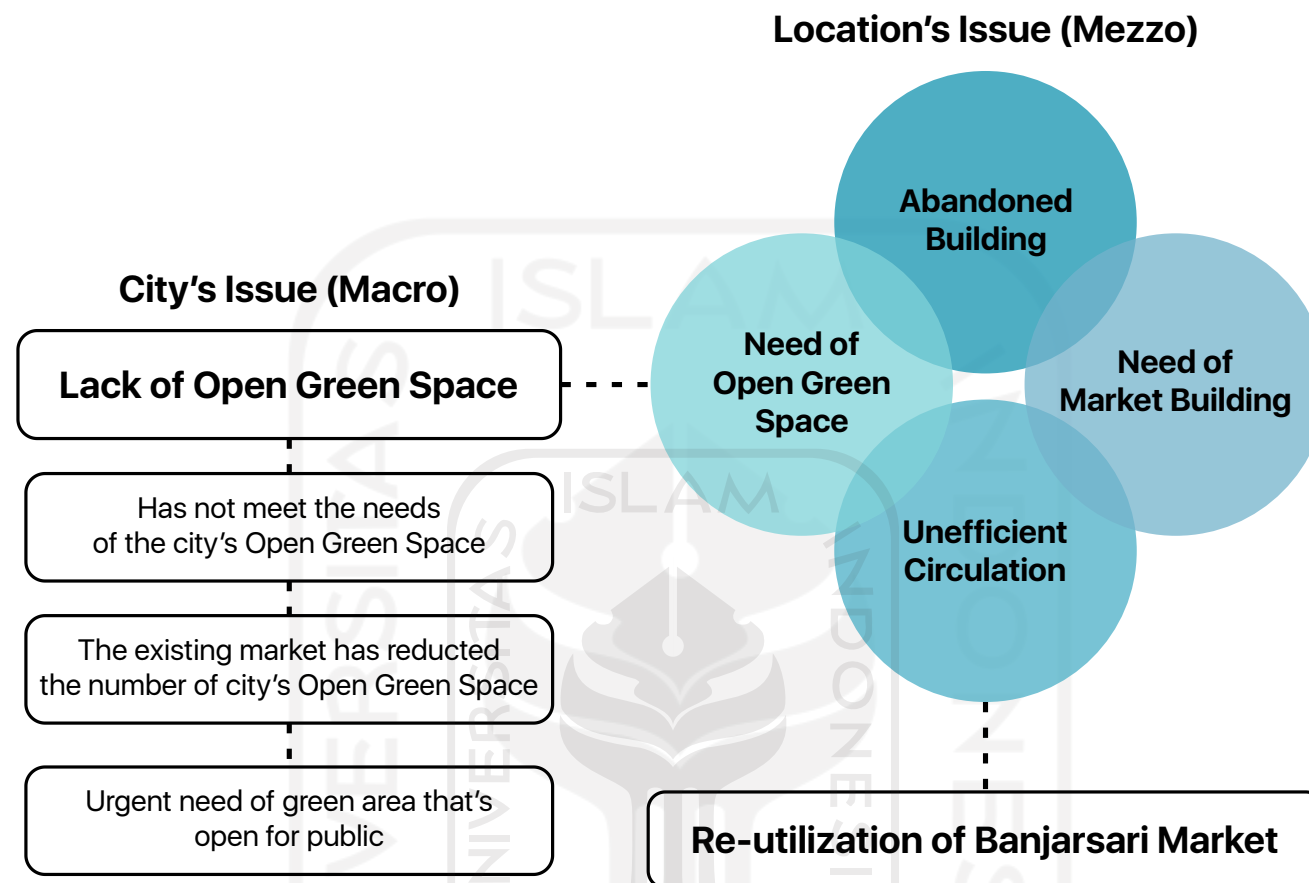 Location's Issue (Mezzo)
Abandoned
Building
Need of
Open Green
Space
Need of
Market Building
Unefficient
Circulation
Re-utilization of Banjarsari Market
City's Issue (Macro)
Lack of Open Green Space
Has not meet the needs
of the city's Open Green Space
The existing market has reducted
the number of city's Open Green Space
Urgent need of green area that's
open for public
ISLAM
ISLAM
UNIVERSITAS